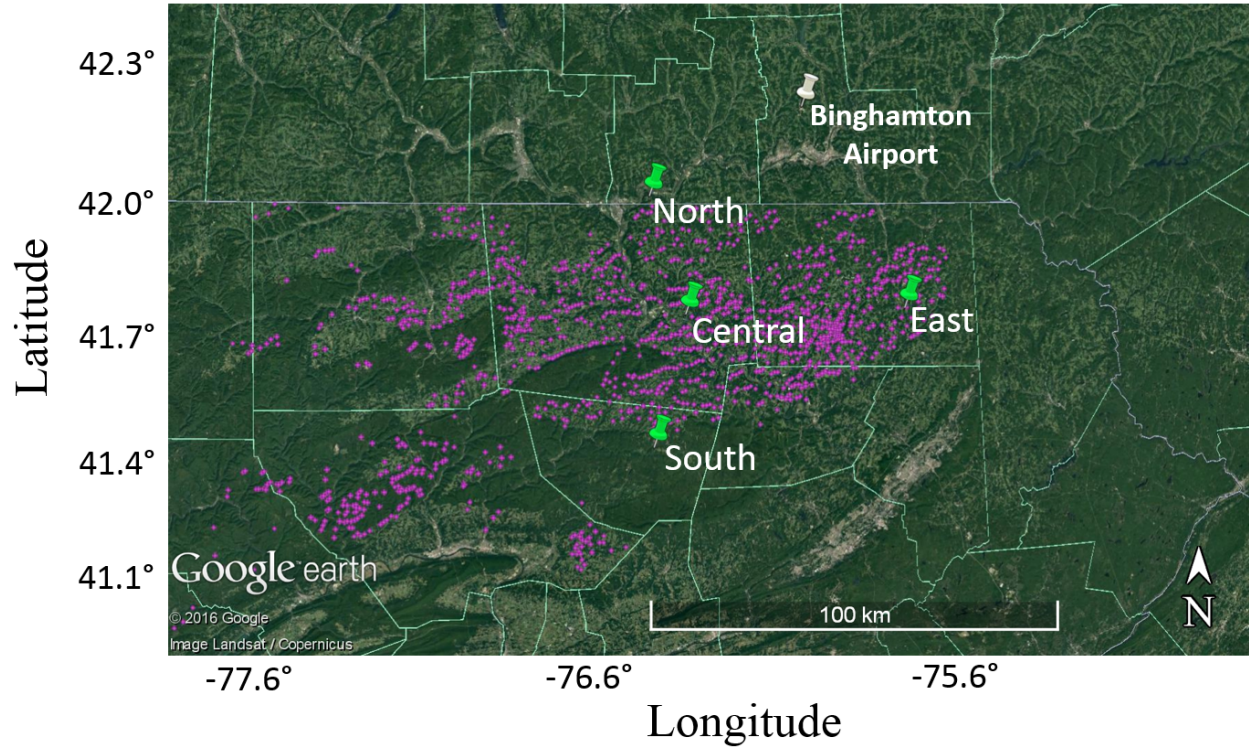 42.3°
Binghamton
Airport
42.0°
North
Latitude
41.7°
Central
East
41.4°
South
41.1°
Google earth
© 2016 Google
Image Landsat / Copernicus
100 km
N
-77.6°
-76.6°
-75.6°
Longitude